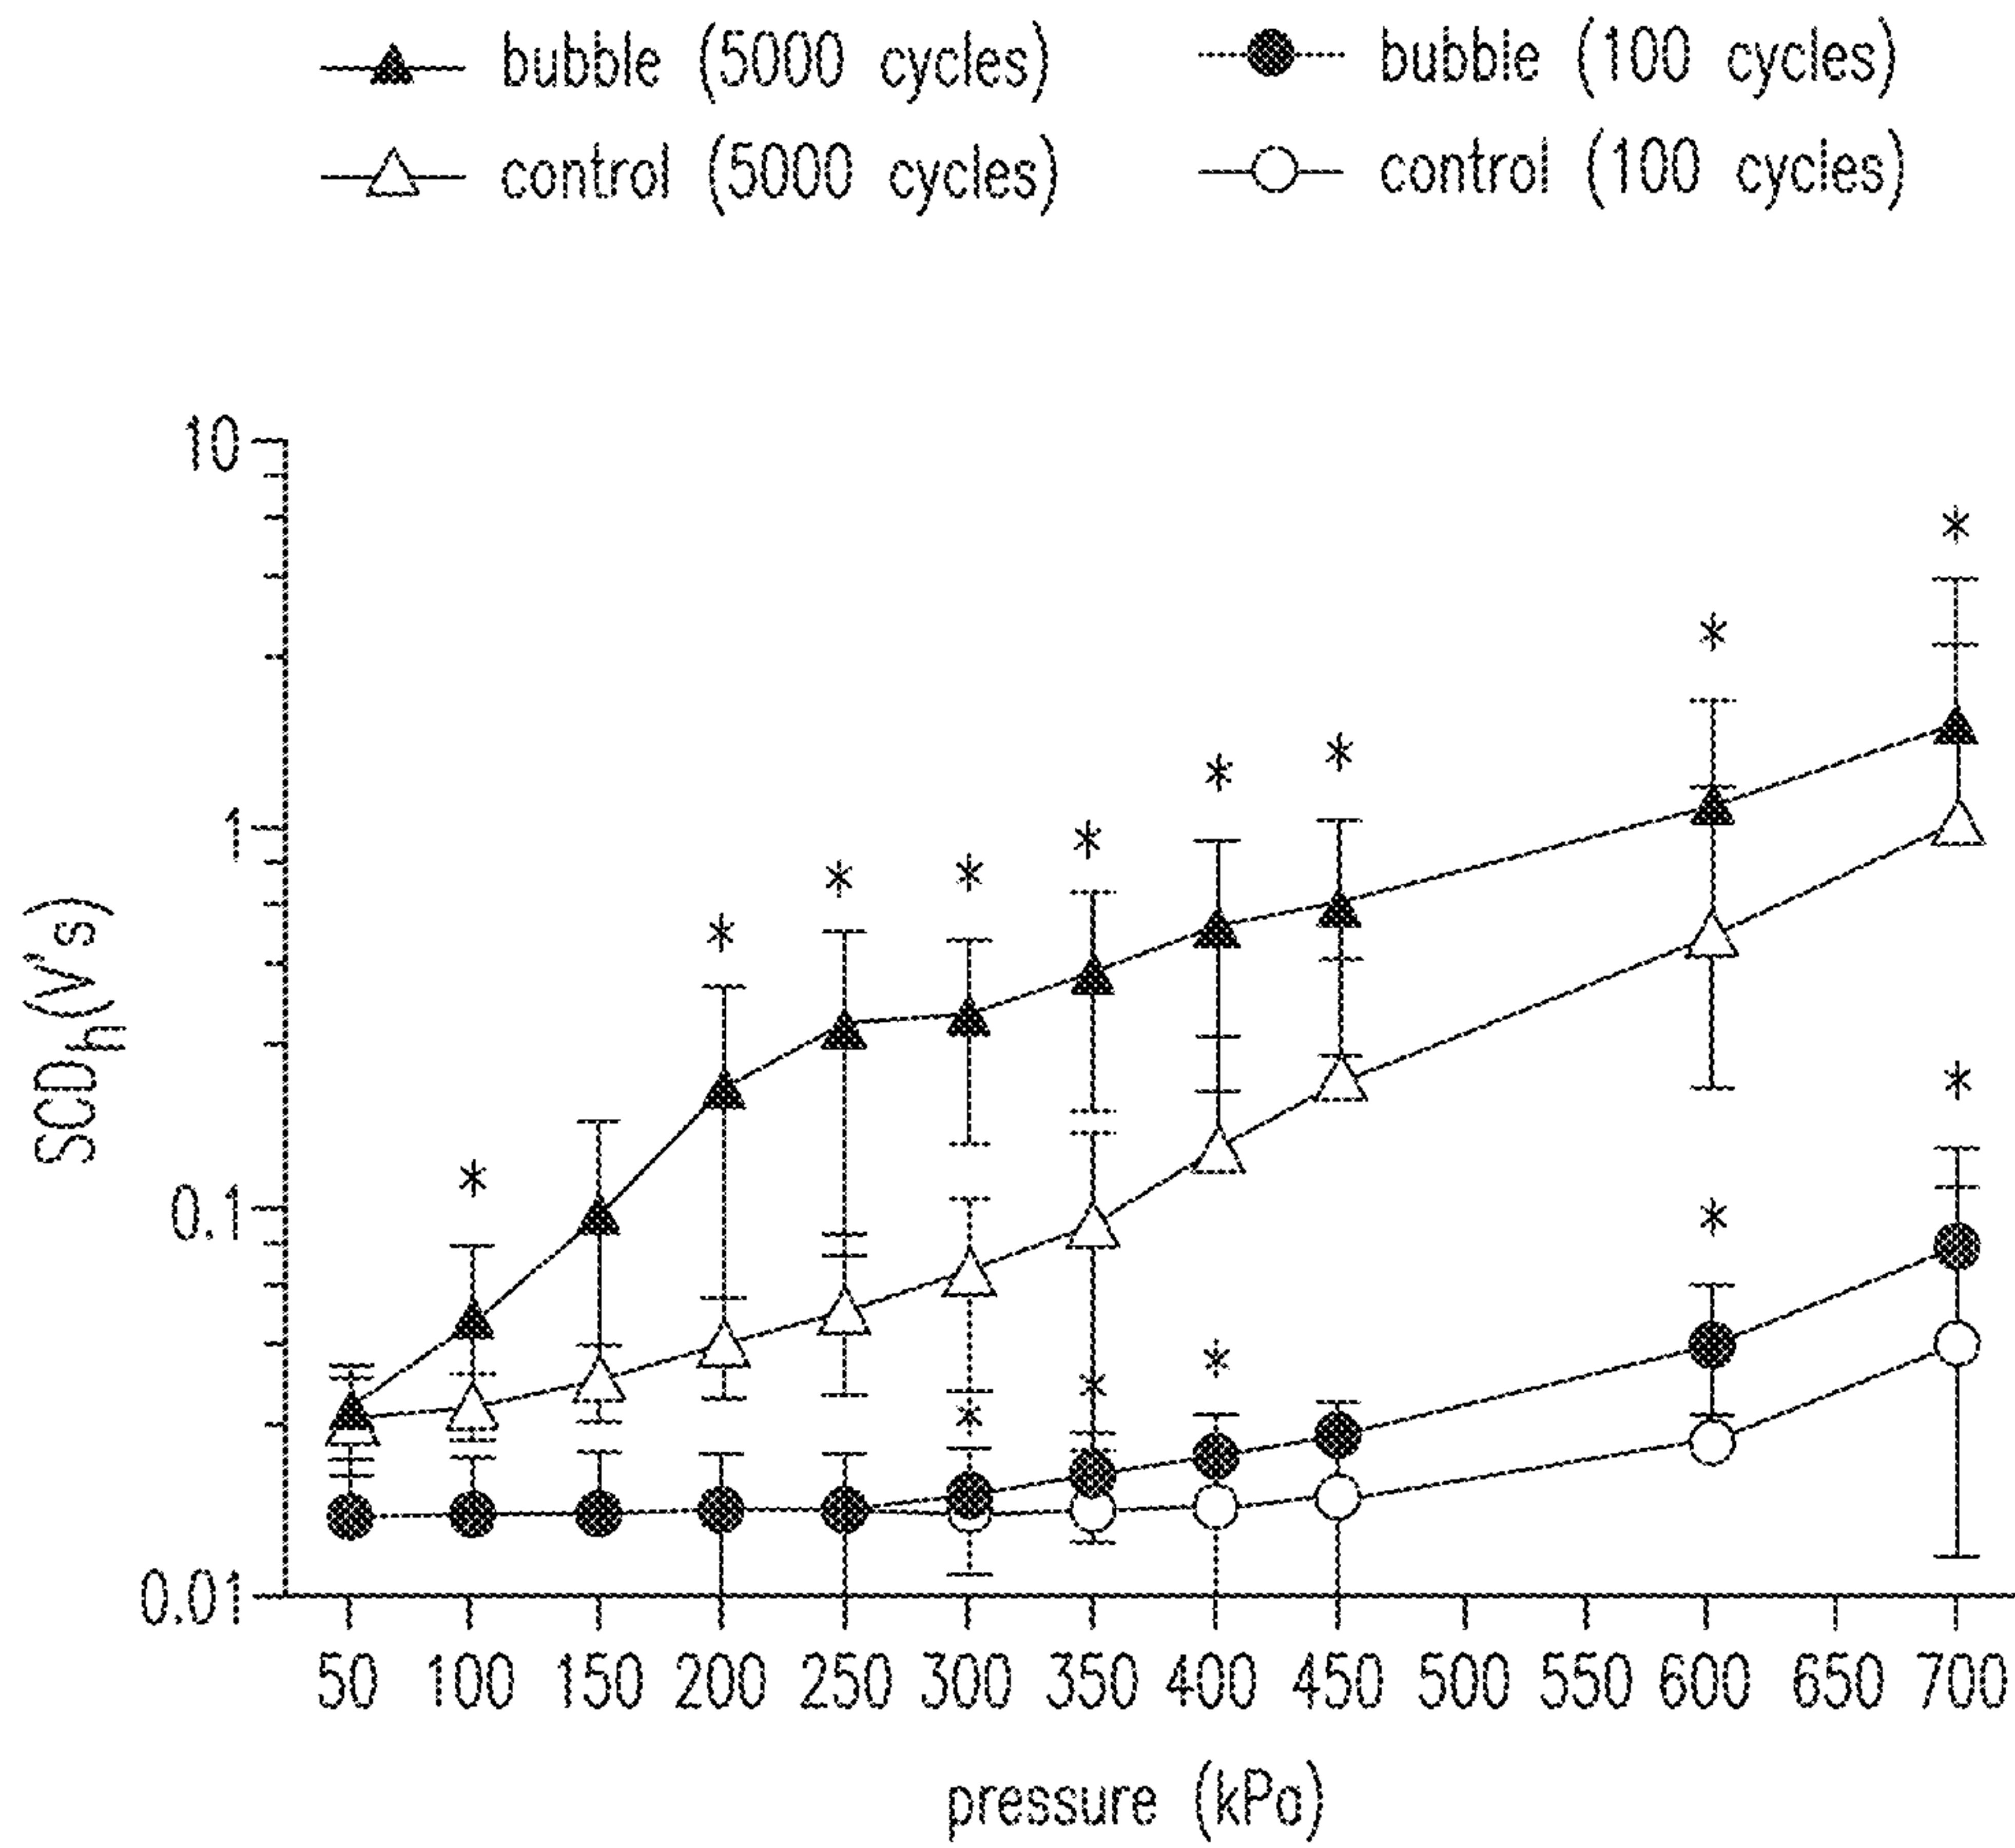 bubble (5000 cycles)
bubble (100 cycles)
control (5000 cycles)
control (100 cycles)
10
1
0.1
0.01
SCDh(V's)
50 100 150 200 250 300 350 400 450 500 550 600 650 700
pressure (kPa)